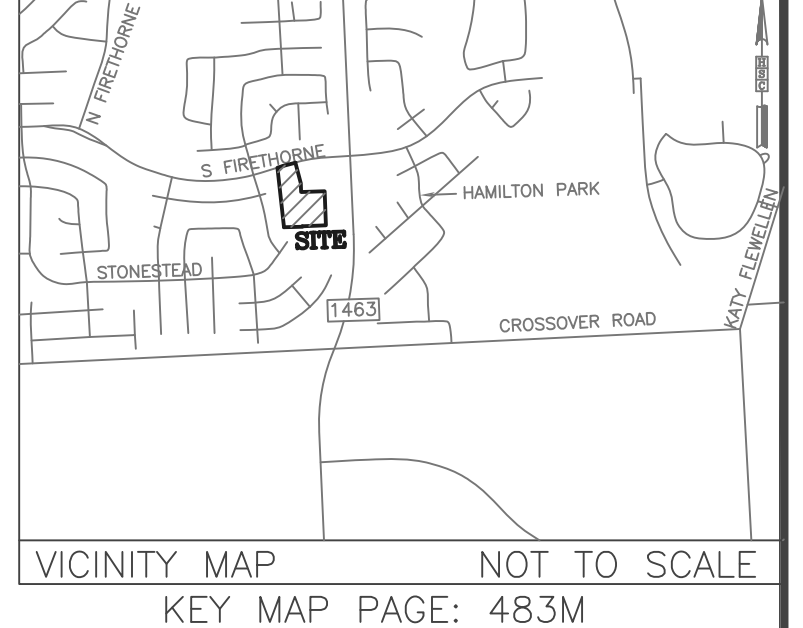 N FIRETHORNE
HSC
S FIRETHORNE
HAMILTON PARK
SITE
STONESTEAD
KATY FLEWELLEN
1463
CROSSOVER ROAD
VICINITY MAP NOT TO SCALE
KEY MAP PAGE: 483M